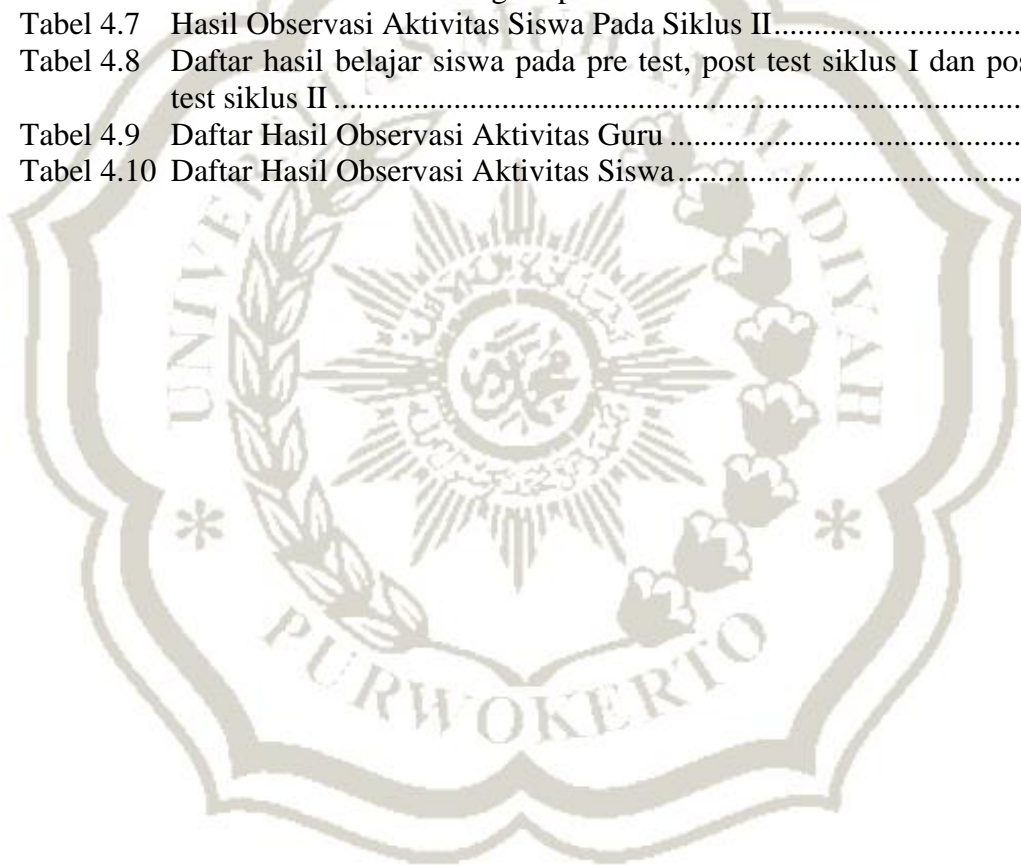 Tabel 4.7 Hasil Observasi Aktivitas Siswa Pada Siklus II.................................
Tabel 4.8 Daftar hasil belajar siswa pada pre test, post test siklus I dan
test siklus II ...................................................................................
Tabel 4.9 Daftar Hasil Observasi Aktivitas Guru ...........................................
Tabel 4.10 Daftar Hasil Observasi Aktivitas Siswa..........................................
UNIVERSITAS MUHAMMADIYAH
* *
PURWOKERTO